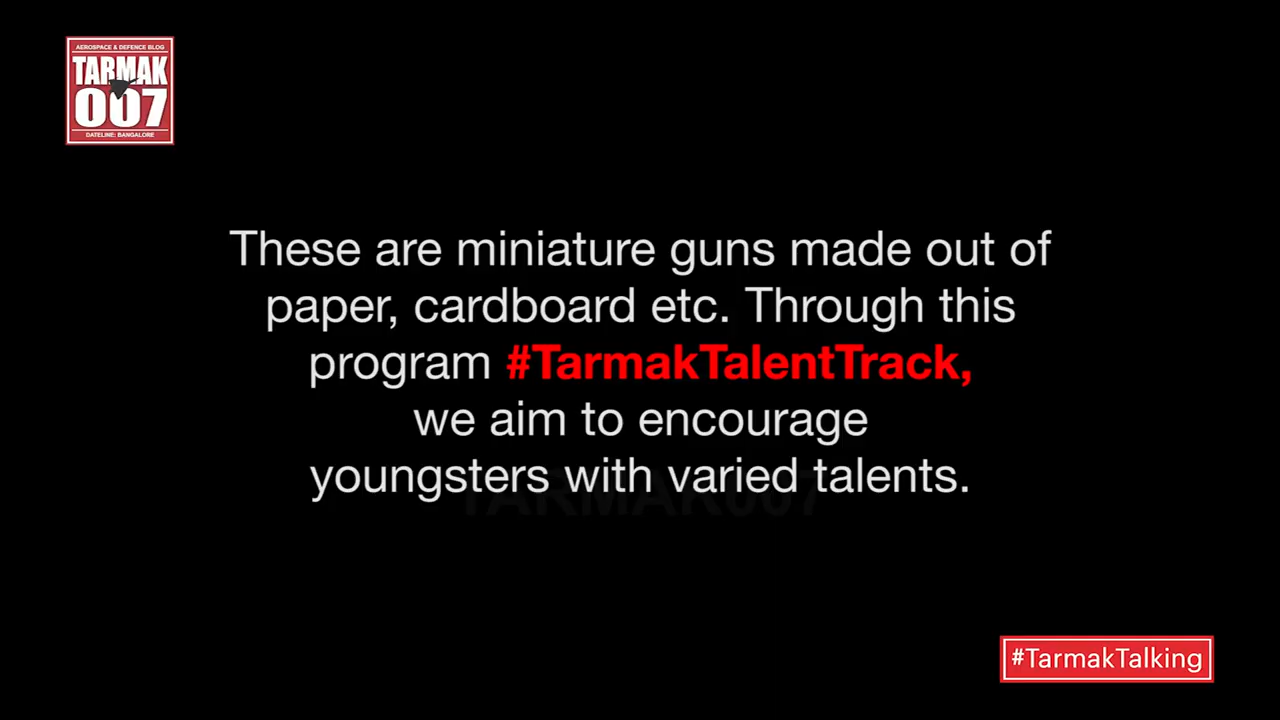 AEROSPACE & DEFENCE BLOG
TARMAK
007
DATELINE: BANGALORE
These are miniature guns made out of
paper, cardboard etc. Through this
program #TarmakTalentTrack,
we aim to encourage
youngsters with varied talents.
TARMAK007
#TarmakTalking